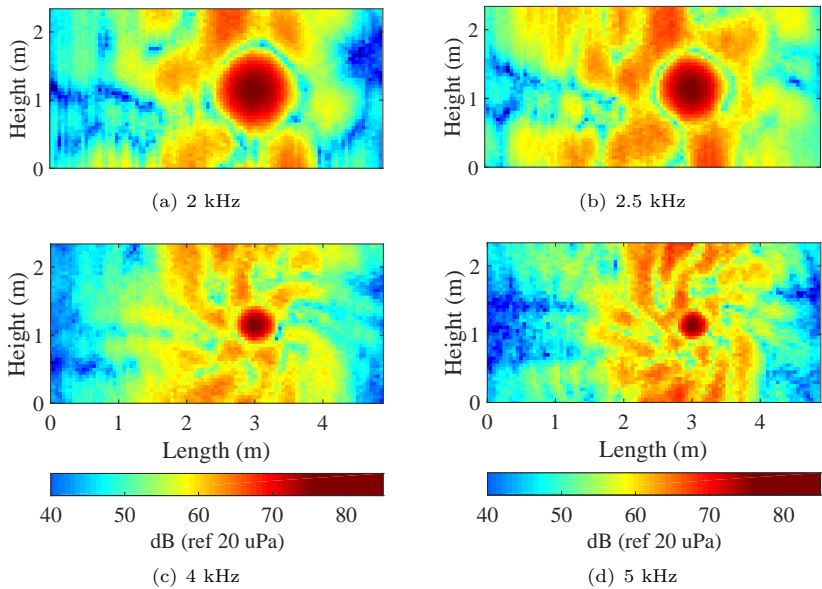 Height (m)
2
1
0
(a) 2 kHz
Height (m)
2
1
0
(b) 2.5 kHz
Height (m)
2
1
0
0 1 2 3 4
Length (m)
40 50 60 70 80
dB (ref 20 uPa)
(c) 4 kHz
Height (m)
2
1
0
0 1 2 3 4
Length (m)
40 50 60 70 80
dB (ref 20 uPa)
(d) 5 kHz